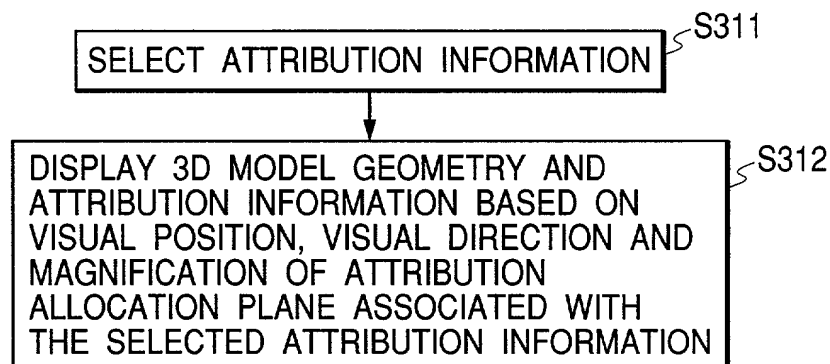 S311
SELECT ATTRIBUTION INFORMATION
S312
DISPLAY 3D MODEL GEOMETRY AND
ATTRIBUTION INFORMATION BASED ON
VISUAL POSITION, VISUAL DIRECTION AND
MAGNIFICATION OF ATTRIBUTION
ALLOCATION PLANE ASSOCIATED WITH
THE SELECTED ATTRIBUTION INFORMATION